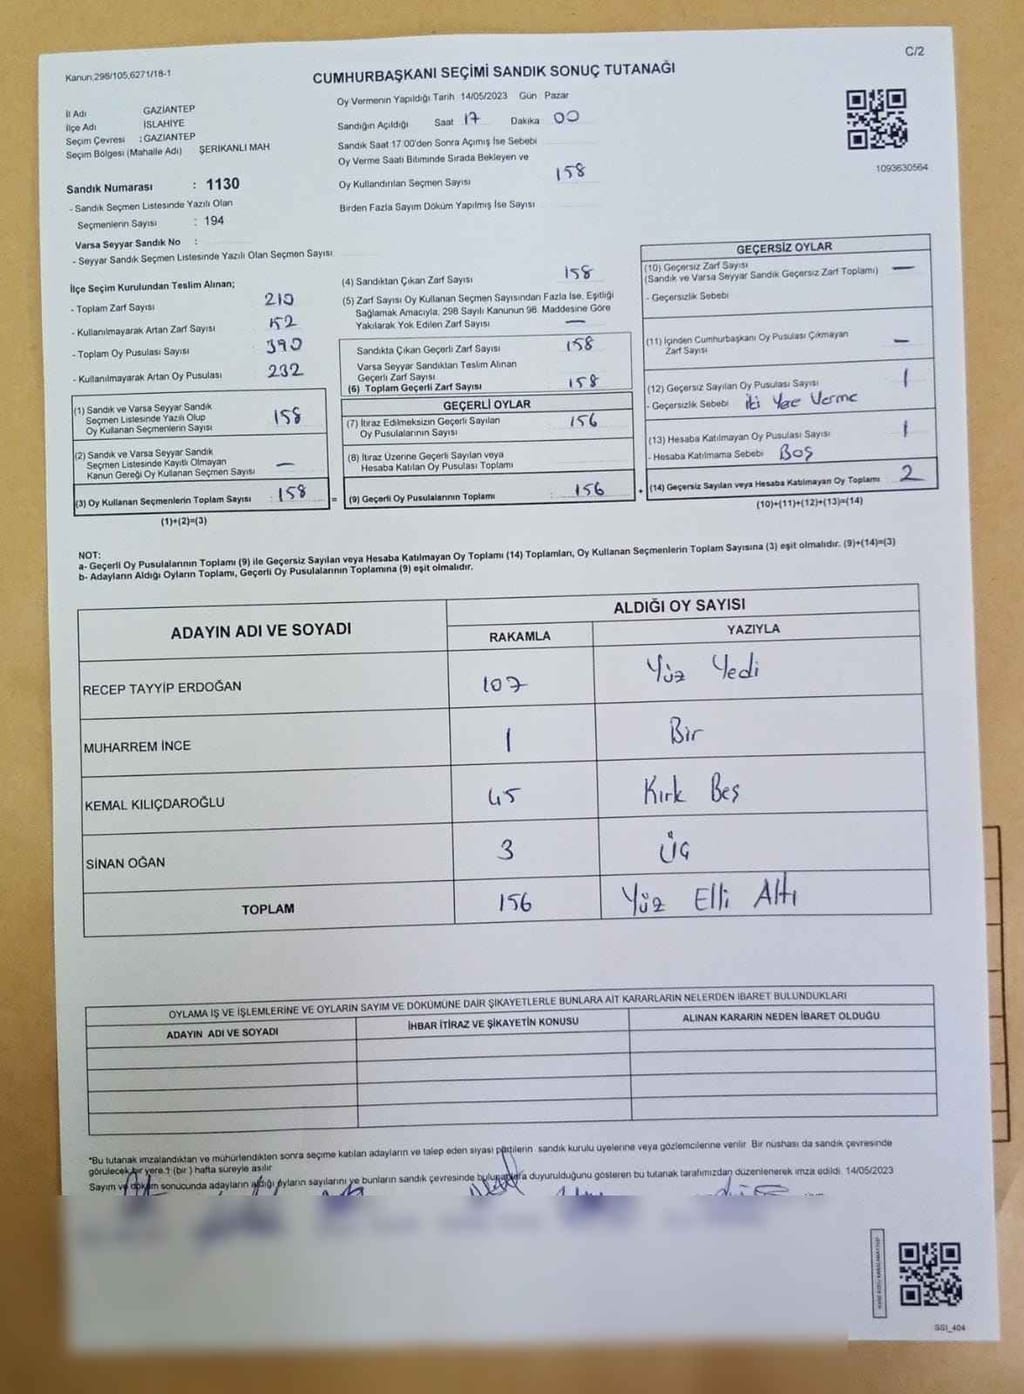 Kanun;298/105,6271/18-1
C/2
CUMHURBAŞKANI SEÇİMİ SANDIK SONUÇ TUTANAĞI
İl Adı GAZİANTEP
İlçe Adı İSLAHİYE
Seçim Çevresi : GAZİANTEP
Seçim Bölgesi (Mahalle Adı) ŞERİKANLI MAH
Oy Vermenin Yapıldığı Tarih 14/05/2023 Gün Pazar
Sandığın Açıldığı Saat 17 Dakika 00
Sandık Saat 17.00'den Sonra Açımış İse Sebebi
Oy Verme Saati Bitiminde Sırada Bekleyen ve
Oy Kullandırılan Seçmen Sayısı 158
Birden Fazla Sayım Döküm Yapılmış İse Sayısı
1093630564
Sandık Numarası : 1130
- Sandık Seçmen Listesinde Yazılı Olan
Seçmenlerin Sayısı : 194
Varsa Seyyar Sandık No :
- Seyyar Sandık Seçmen Listesinde Yazılı Olan Seçmen Sayısı
İlçe Seçim Kurulundan Teslim Alınan;
- Toplam Zarf Sayısı 210
- Kullanılmayarak Artan Zarf Sayısı 152
- Toplam Oy Pusulası Sayısı 390
- Kullanılmayarak Artan Oy Pusulası 232
(1) Sandık ve Varsa Seyyar Sandık
Seçmen Listesinde Yazılı Olup
Oy Kullanan Seçmenlerin Sayısı 158
(2) Sandık ve Varsa Seyyar Sandık
Seçmen Listesinde Kayıtlı Olmayan
Kanun Gereği Oy Kullanan Seçmen Sayısı —
(3) Oy Kullanan Seçmenlerin Toplam Sayısı : 158
(1)+(2)=(3)
(4) Sandıktan Çıkan Zarf Sayısı 158
(5) Zarf Sayısı Oy Kullanan Seçmen Sayısından Fazla İse, Eşitliği
Sağlamak Amacıyla, 298 Sayılı Kanunun 98. Maddesine Göre
Yakılarak Yok Edilen Zarf Sayısı —
Sandıkta Çıkan Geçerli Zarf Sayısı 158
Varsa Seyyar Sandıktan Teslim Alınan
Geçerli Zarf Sayısı
(6) Toplam Geçerli Zarf Sayısı 158
GEÇERLİ OYLAR
(7) İtiraz Edilmeksizin Geçerli Sayılan
Oy Pusulalarının Sayısı 156
(8) İtiraz Üzerine Geçerli Sayılan veya
Hesaba Katılan Oy Pusulası Toplamı
= (9) Geçerli Oy Pusulalarının Toplamı : 156
GEÇERSİZ OYLAR
(10) Geçersiz Zarf Sayısı
(Sandık ve Varsa Seyyar Sandık Geçersiz Zarf Toplamı) —
- Geçersizlik Sebebi
(11) İçinden Cumhurbaşkanı Oy Pusulası Çıkmayan
Zarf Sayısı —
(12) Geçersiz Sayılan Oy Pusulası Sayısı 1
- Geçersizlik Sebebi iki Yere Verme
(13) Hesaba Katılmayan Oy Pusulası Sayısı 1
- Hesaba Katılmama Sebebi Boş
+ (14) Geçersiz Sayılan veya Hesaba Katılmayan Oy Toplamı 2
(10)+(11)+(12)+(13)=(14)
NOT:
a- Geçerli Oy Pusulalarının Toplamı (9) ile Geçersiz Sayılan veya Hesaba Katılmayan Oy Toplamı (14) Toplamları, Oy Kullanan Seçmenlerin Toplam Sayısına (3) eşit olmalıdır. (9)+(14)=(3)
b- Adayların Aldığı Oyların Toplamı, Geçerli Oy Pusulalarının Toplamına (9) eşit olmalıdır.
ADAYIN ADI VE SOYADI
ALDIĞI OY SAYISI
RAKAMLA YAZIYLA
RECEP TAYYİP ERDOĞAN 107 Yüz Yedi
MUHARREM İNCE 1 Bir
KEMAL KILIÇDAROĞLU 45 Kırk Beş
SİNAN OĞAN 3 Üç
TOPLAM 156 Yüz Elli Altı
OYLAMA İŞ VE İŞLEMLERİNE VE OYLARIN SAYIM VE DÖKÜMÜNE DAİR ŞİKAYETLERLE BUNLARA AİT KARARLARIN NELERDEN İBARET BULUNDUKLARI
ADAYIN ADI VE SOYADI İHBAR İTİRAZ VE ŞİKAYETİN KONUSU ALINAN KARARIN NEDEN İBARET OLDUĞU
*Bu tutanak imzalandıktan ve mühürlendikten sonra seçime katılan adayların ve talep eden siyasi partilerin sandık kurulu üyelerine veya gözlemcilerine verilir. Bir nüshası da sandık çevresinde
görülecek bir yere 1 (bir ) hafta süreyle asılır.
Sayım ve döküm sonucunda adayların aldığı oyların sayılarını ve bunların sandık çevresinde bulunanlara duyurulduğunu gösteren bu tutanak tarafımızdan düzenlenerek imza edildi. 14/05/2023
SSI_404